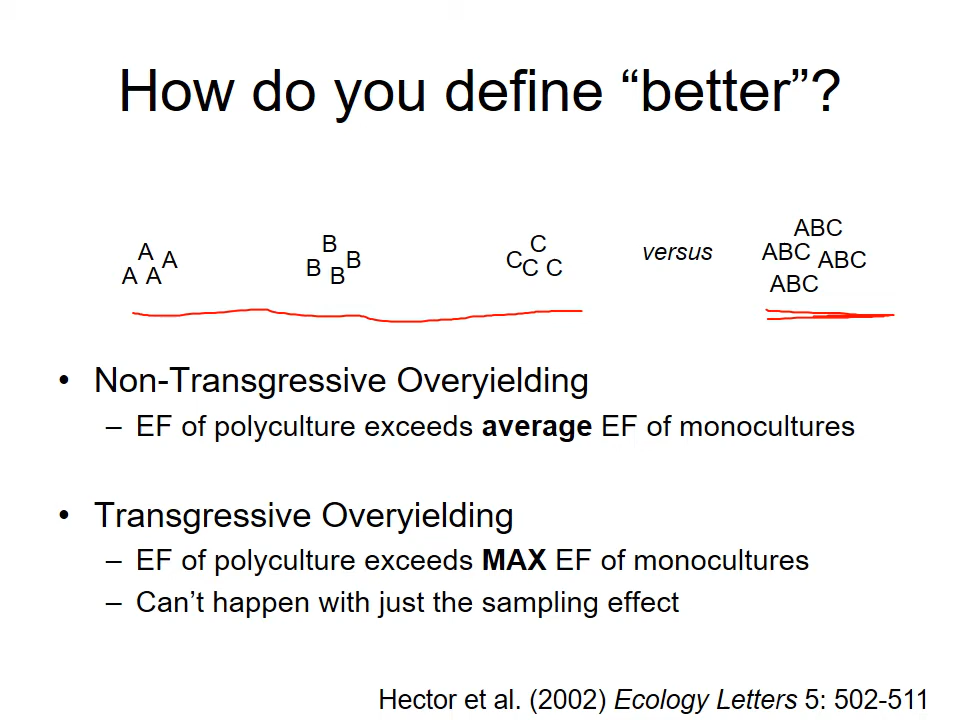 How do you define “better”?
A
A A
A A
B
B B
B
C
C C C
versus
ABC
ABC ABC
ABC
• Non-Transgressive Overyielding
– EF of polyculture exceeds average EF of monocultures
• Transgressive Overyielding
– EF of polyculture exceeds MAX EF of monocultures
– Can’t happen with just the sampling effect
Hector et al. (2002) Ecology Letters 5: 502-511